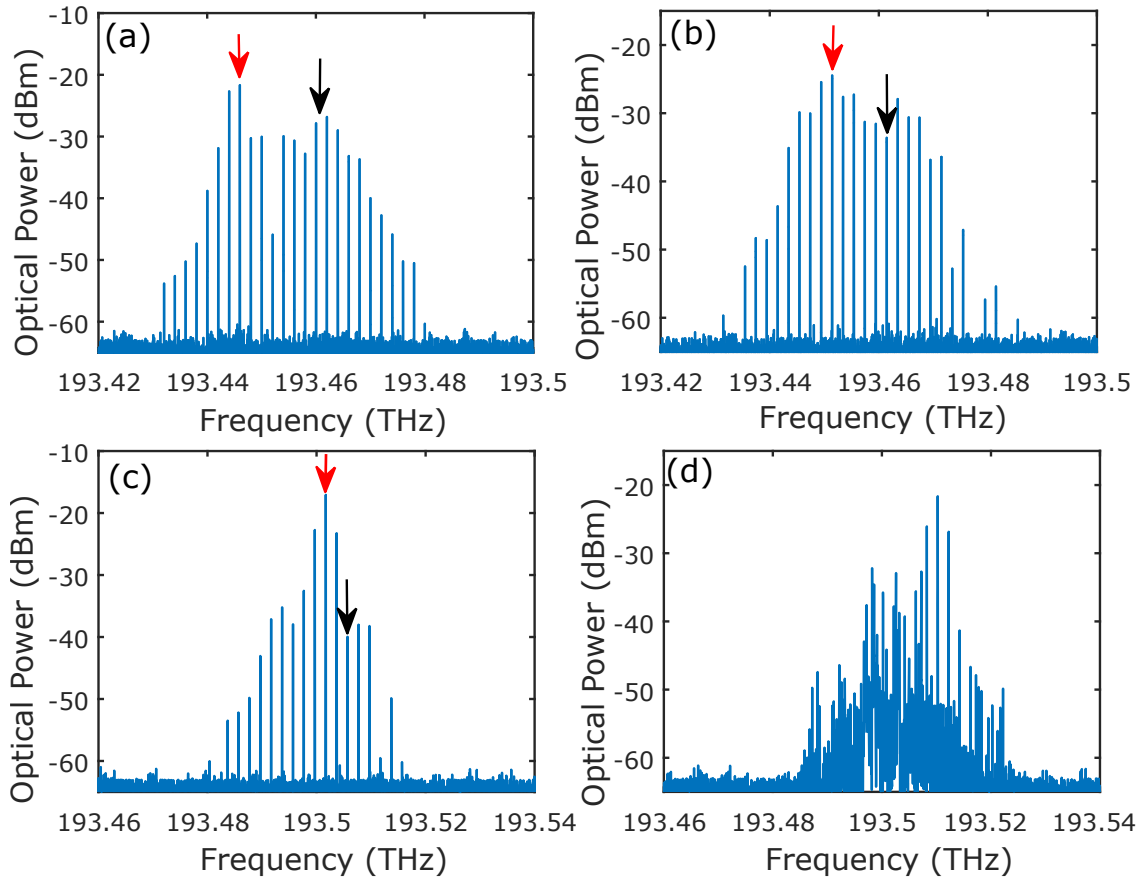 (a)
Optical Power (dBm)
-10
-20
-30
-40
-50
-60
193.42 193.44 193.46 193.48 193.5
Frequency (THz)
(b)
Optical Power (dBm)
-20
-30
-40
-50
-60
193.42 193.44 193.46 193.48 193.5
Frequency (THz)
(c)
Optical Power (dBm)
-10
-20
-30
-40
-50
-60
193.46 193.48 193.5 193.52 193.54
Frequency (THz)
(d)
Optical Power (dBm)
-20
-30
-40
-50
-60
193.46 193.48 193.5 193.52 193.54
Frequency (THz)